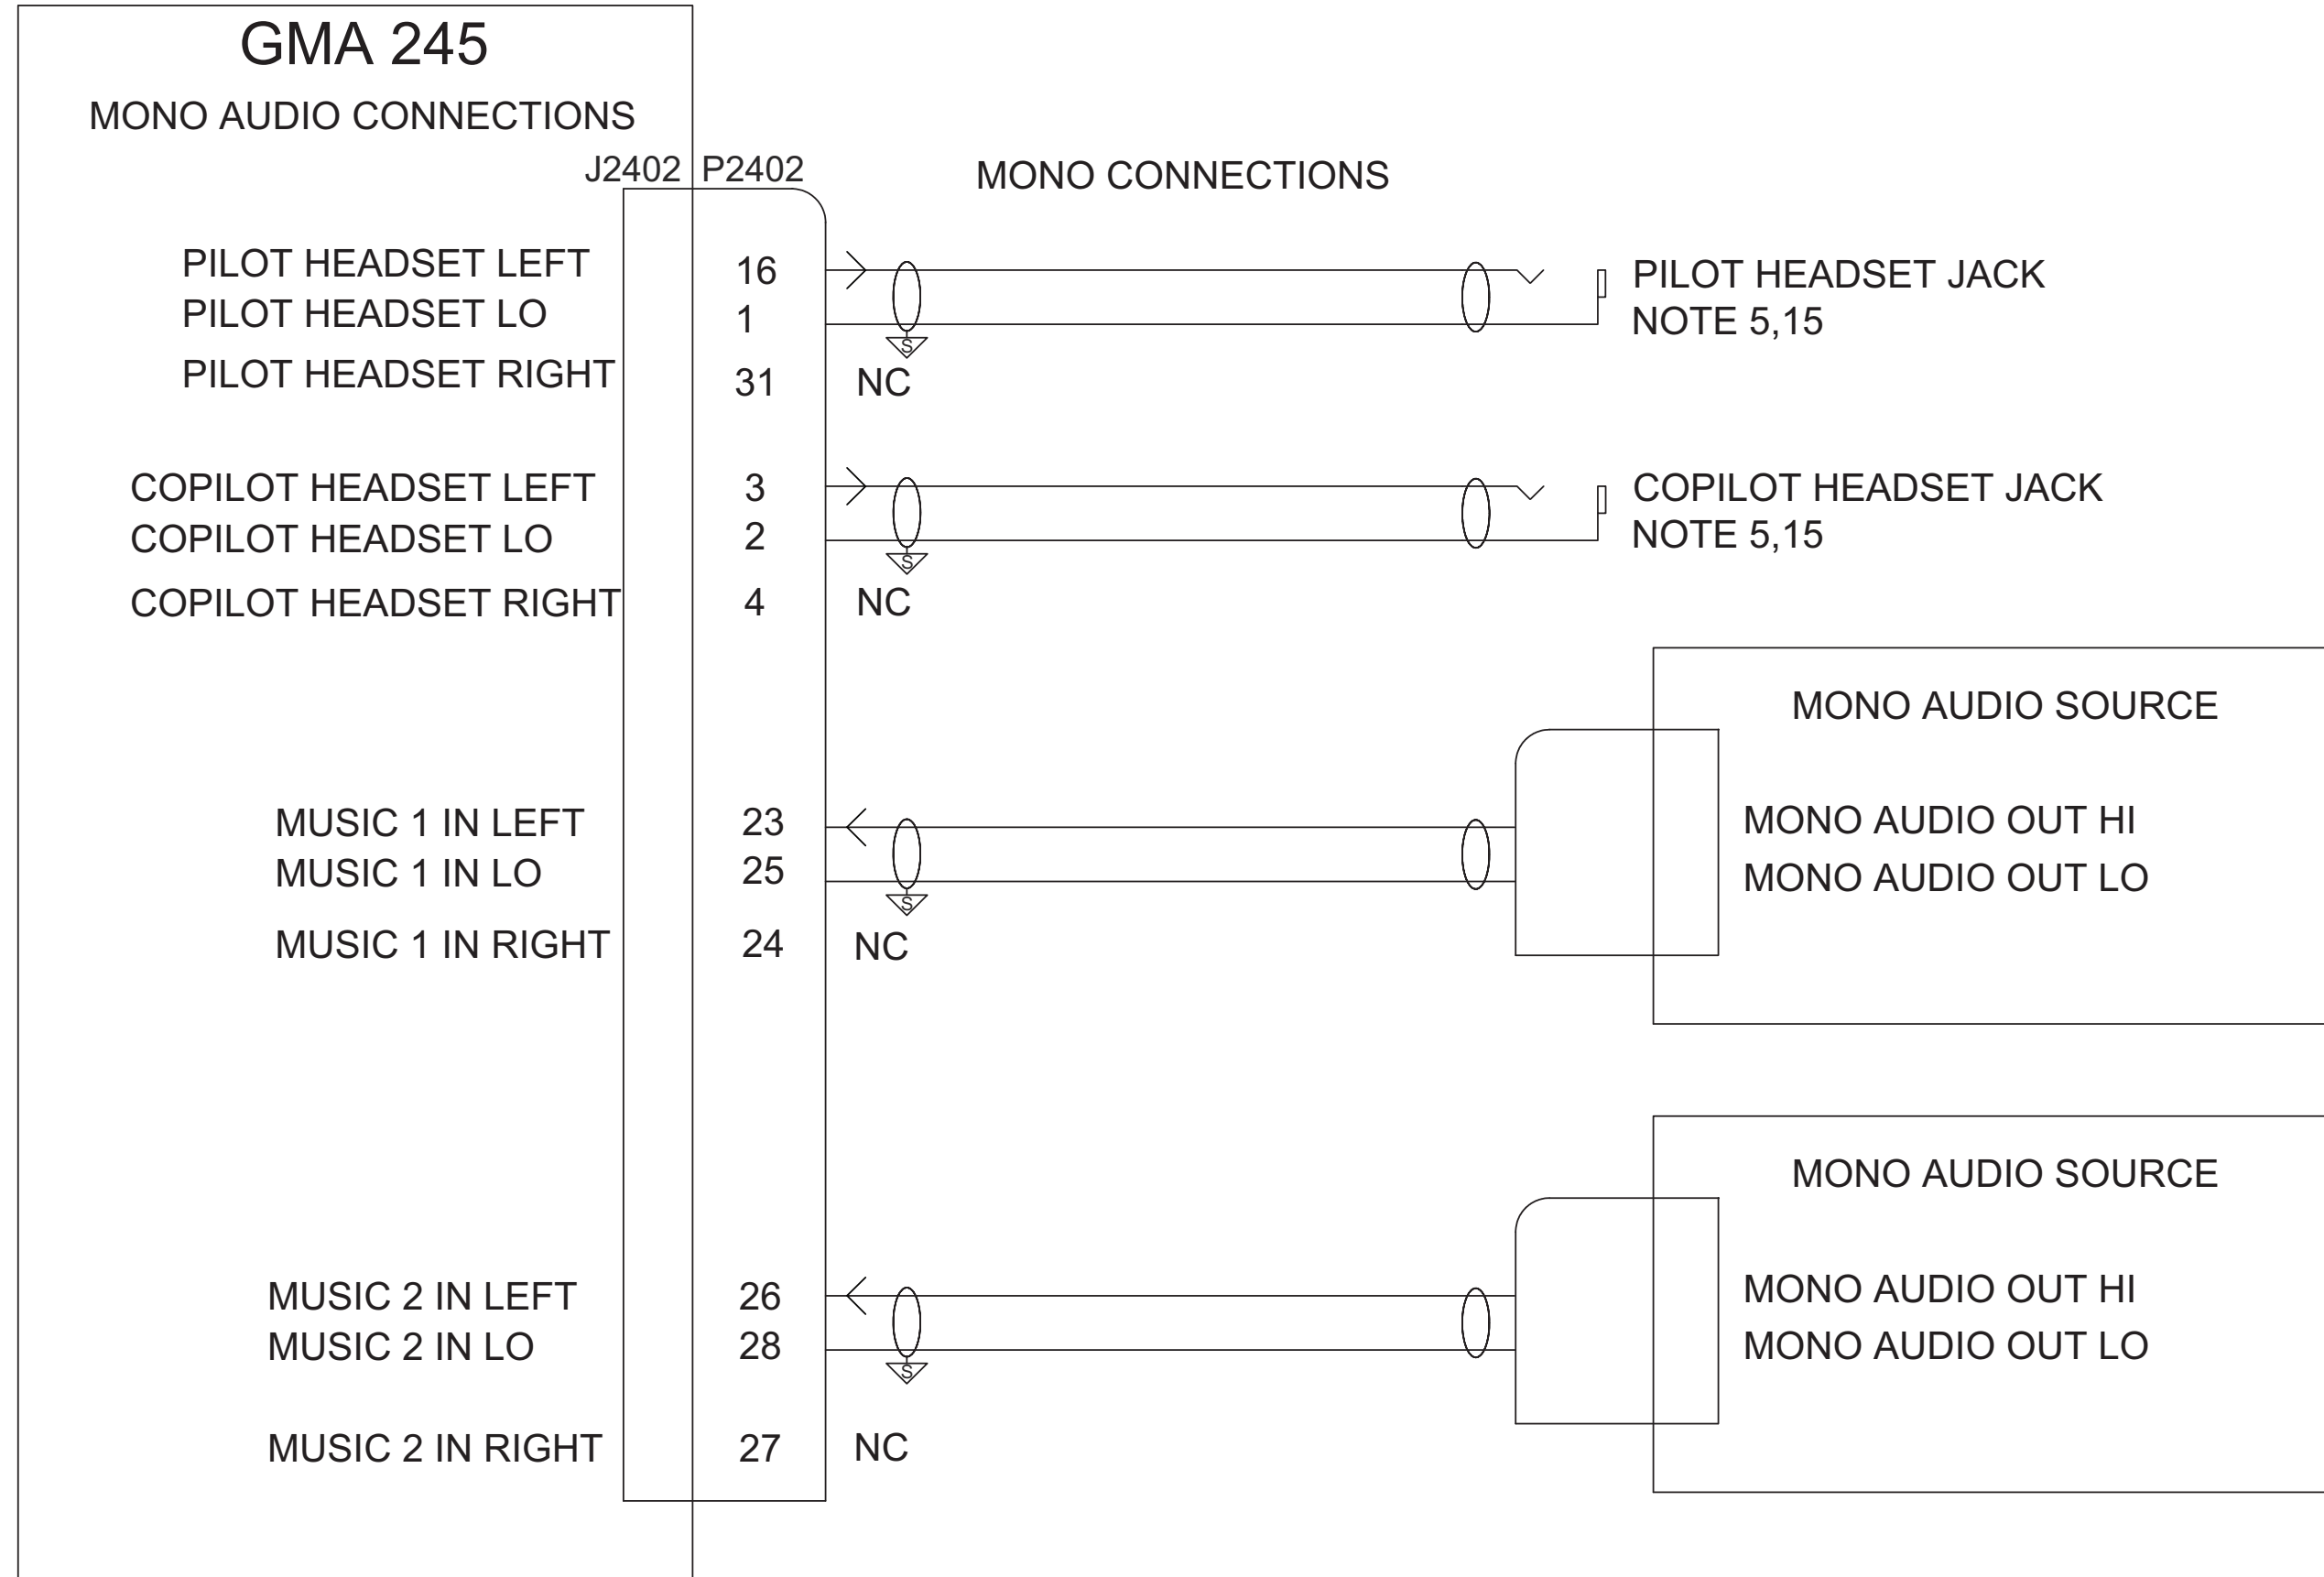 GMA 245
MONO AUDIO CONNECTIONS
J2402 P2402
MONO CONNECTIONS
PILOT HEADSET LEFT 16
PILOT HEADSET LO 1
S
PILOT HEADSET RIGHT 31 NC
PILOT HEADSET JACK
NOTE 5,15
COPILOT HEADSET LEFT 3
COPILOT HEADSET LO 2
S
COPILOT HEADSET RIGHT 4 NC
COPILOT HEADSET JACK
NOTE 5,15
MONO AUDIO SOURCE
MUSIC 1 IN LEFT 23 MONO AUDIO OUT HI
MUSIC 1 IN LO 25 MONO AUDIO OUT LO
S
MUSIC 1 IN RIGHT 24 NC
MONO AUDIO SOURCE
MUSIC 2 IN LEFT 26 MONO AUDIO OUT HI
MUSIC 2 IN LO 28 MONO AUDIO OUT LO
S
MUSIC 2 IN RIGHT 27 NC